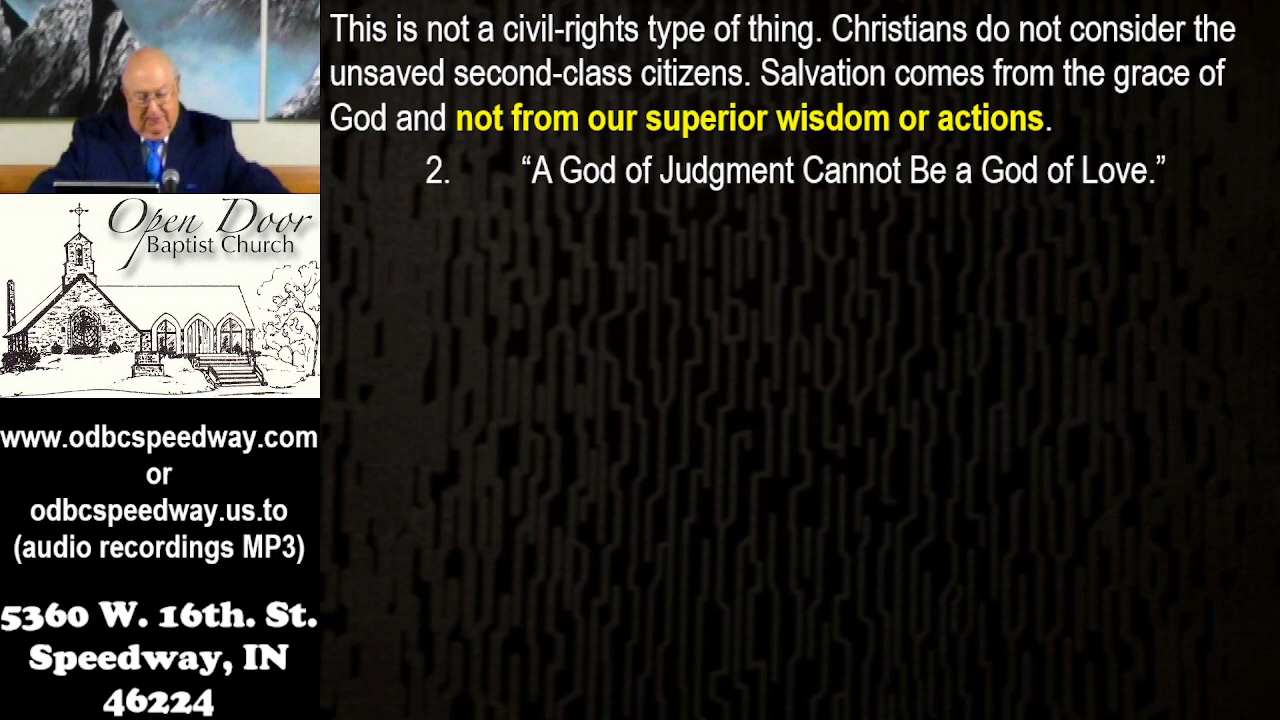 This is not a civil-rights type of thing. Christians do not consider the
unsaved second-class citizens. Salvation comes from the grace of
God and not from our superior wisdom or actions.
2. “A God of Judgment Cannot Be a God of Love.”
Open Door
Baptist Church
www.odbcspeedway.com
or
odbcspeedway.us.to
(audio recordings MP3)
5360 W. 16th. St.
Speedway, IN
46224